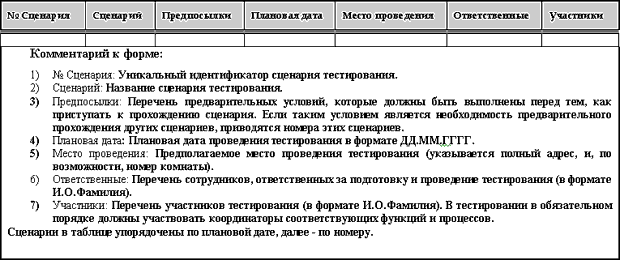 № Сценария Сценарий Предпосылки Плановая дата Место проведения Ответственные Участники
Комментарий к форме:
1) № Сценария: Уникальный идентификатор сценария тестирования.
2) Сценарий: Название сценария тестирования.
3) Предпосылки: Перечень предварительных условий, которые должны быть выполнены перед тем, как
приступать к прохождению сценария. Если таким условием является необходимость предварительного
прохождения других сценариев, приводятся номера этих сценариев.
4) Плановая дата: Плановая дата проведения тестирования в формате ДД.ММ.ГГГГ.
5) Место проведения: Предполагаемое место проведения тестирования (указывается полный адрес, и, по
возможности, номер комнаты).
6) Ответственные: Перечень сотрудников, ответственных за подготовку и проведение тестирования (в формате
И.О.Фамилия).
7) Участники: Перечень участников тестирования (в формате И.О.Фамилия). В тестировании в обязательном
порядке должны участвовать координаторы соответствующих функций и процессов.
Сценарии в таблице упорядочены по плановой дате, далее - по номеру.